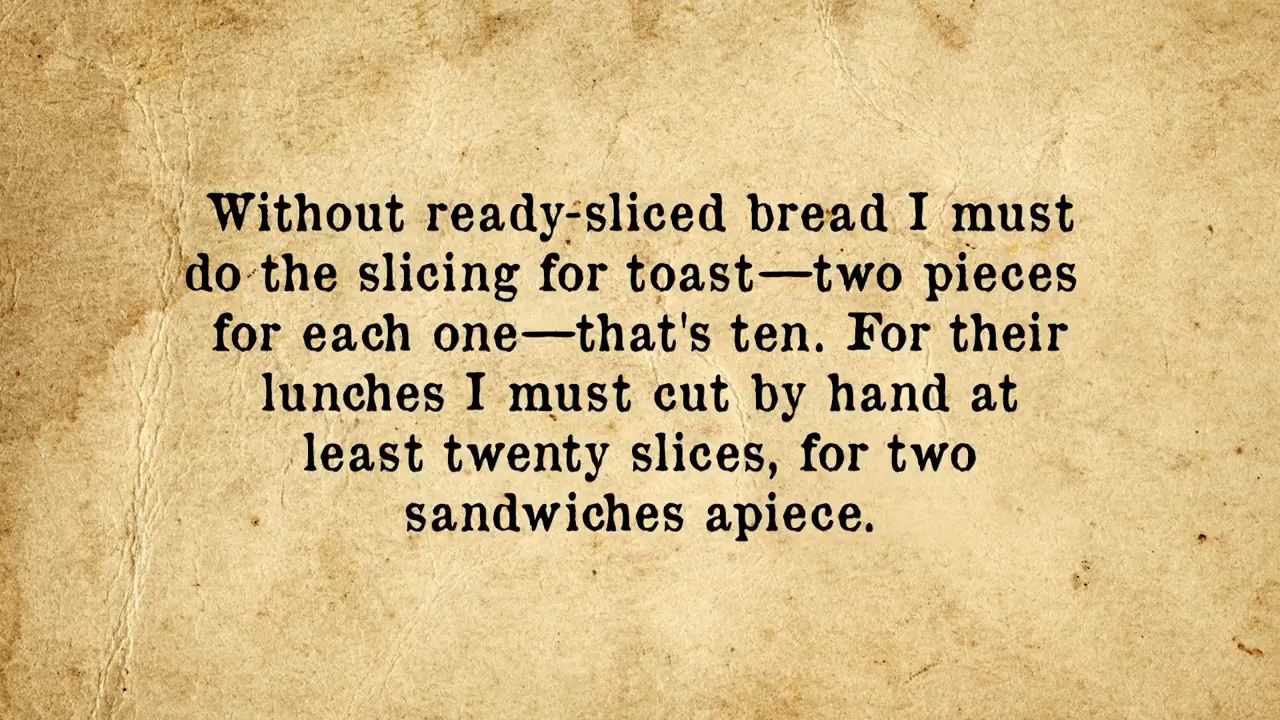 Without ready-sliced bread I must
do the slicing for toast—two pieces
for each one—that's ten. For their
lunches I must cut by hand at
least twenty slices, for two
sandwiches apiece.